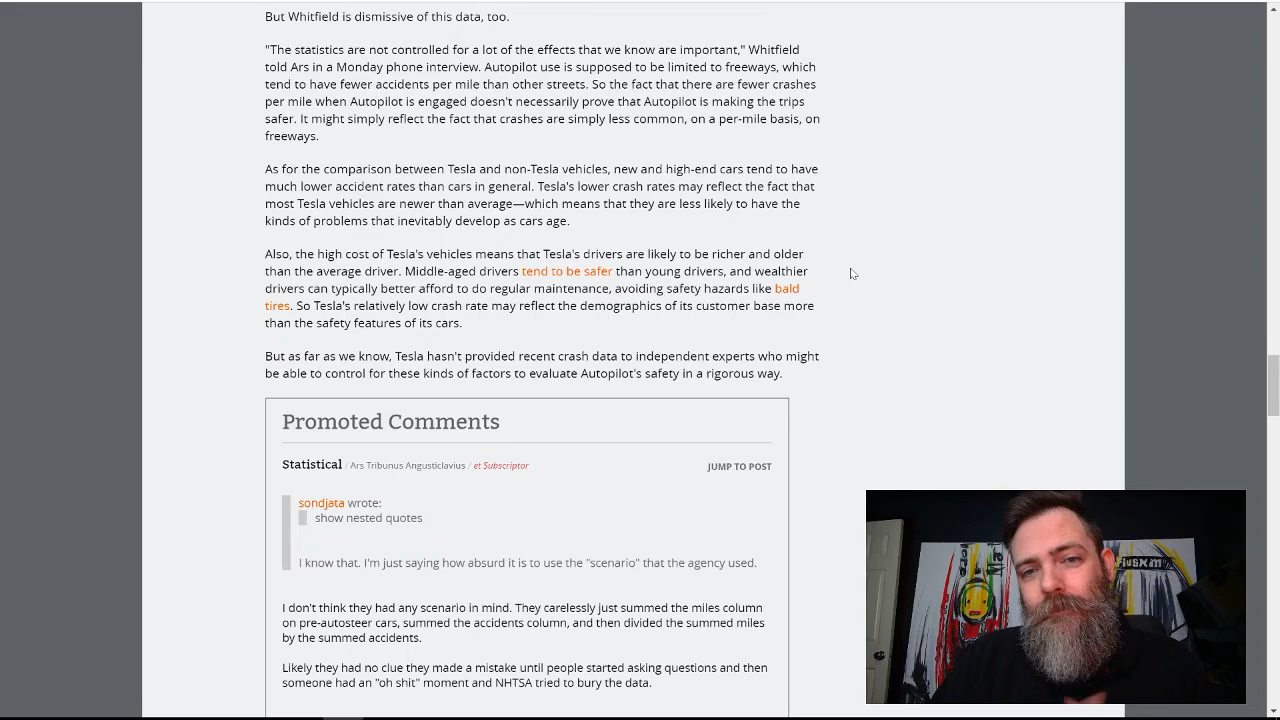 But Whitfield is dismissive of this data, too.
"The statistics are not controlled for a lot of the effects that we know are important," Whitfield
told Ars in a Monday phone interview. Autopilot use is supposed to be limited to freeways, which
tend to have fewer accidents per mile than other streets. So the fact that there are fewer crashes
per mile when Autopilot is engaged doesn't necessarily prove that Autopilot is making the trips
safer. It might simply reflect the fact that crashes are simply less common, on a per-mile basis, on
freeways.
As for the comparison between Tesla and non-Tesla vehicles, new and high-end cars tend to have
much lower accident rates than cars in general. Tesla's lower crash rates may reflect the fact that
most Tesla vehicles are newer than average—which means that they are less likely to have the
kinds of problems that inevitably develop as cars age.
Also, the high cost of Tesla's vehicles means that Tesla's drivers are likely to be richer and older
than the average driver. Middle-aged drivers tend to be safer than young drivers, and wealthier
drivers can typically better afford to do regular maintenance, avoiding safety hazards like bald
tires. So Tesla's relatively low crash rate may reflect the demographics of its customer base more
than the safety features of its cars.
But as far as we know, Tesla hasn't provided recent crash data to independent experts who might
be able to control for these kinds of factors to evaluate Autopilot's safety in a rigorous way.
Promoted Comments
Statistical / Ars Tribunus Angusticlavius / et Subscriptor JUMP TO POST
sondjata wrote:
show nested quotes
I know that. I'm just saying how absurd it is to use the "scenario" that the agency used.
I don't think they had any scenario in mind. They carelessly just summed the miles column
on pre-autosteer cars, summed the accidents column, and then divided the summed miles
by the summed accidents.
Likely they had no clue they made a mistake until people started asking questions and then
someone had an "oh shit" moment and NHTSA tried to bury the data.